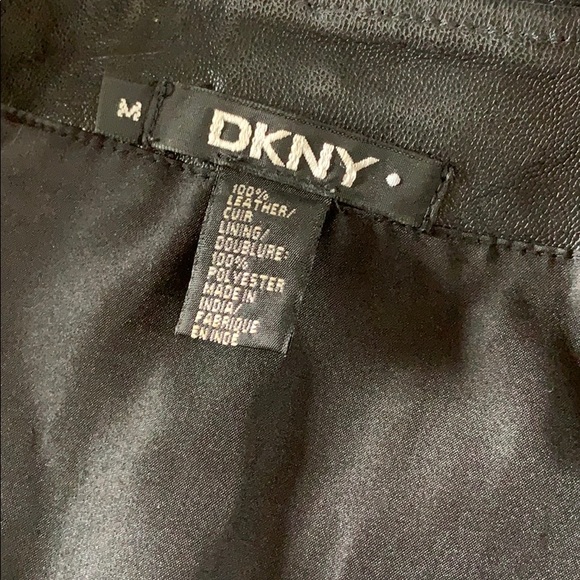 M
DKNY.
100%
LEATHER/
CUIR
LINING/
DOUBLURE:
100%
POLYESTER
MADE IN
INDIA/
FABRIQUE
EN INDE